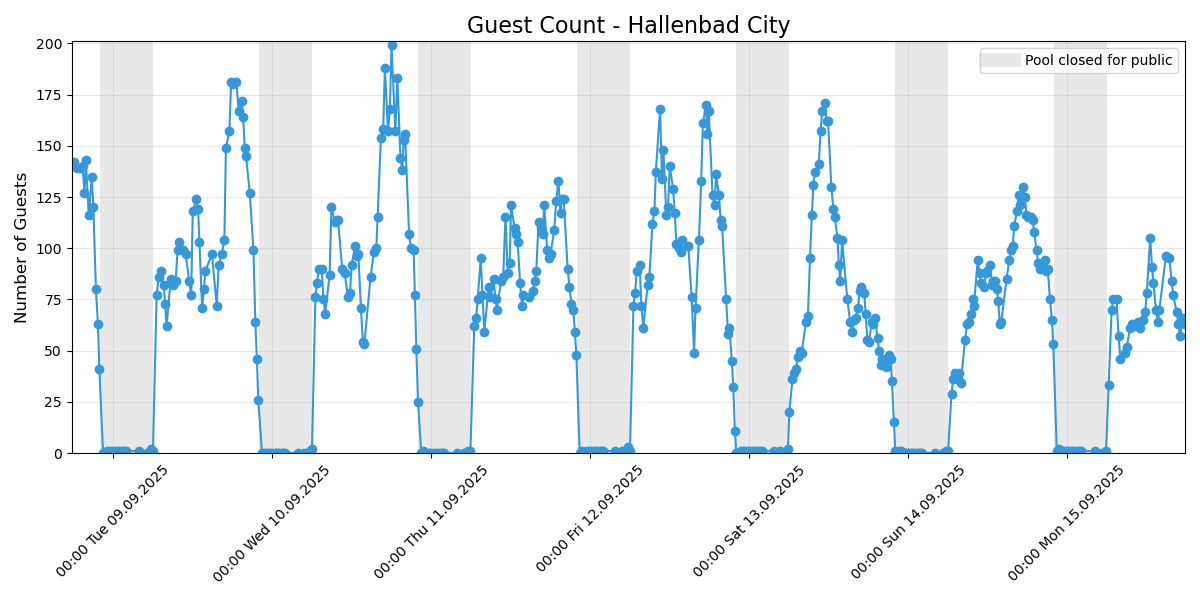 Guest Count - Hallenbad City
Pool closed for public
Number of Guests
200
175
150
125
100
75
50
25
0
00:00 Tue 09.09.2025
00:00 Wed 10.09.2025
00:00 Thu 11.09.2025
00:00 Fri 12.09.2025
00:00 Sat 13.09.2025
00:00 Sun 14.09.2025
00:00 Mon 15.09.2025